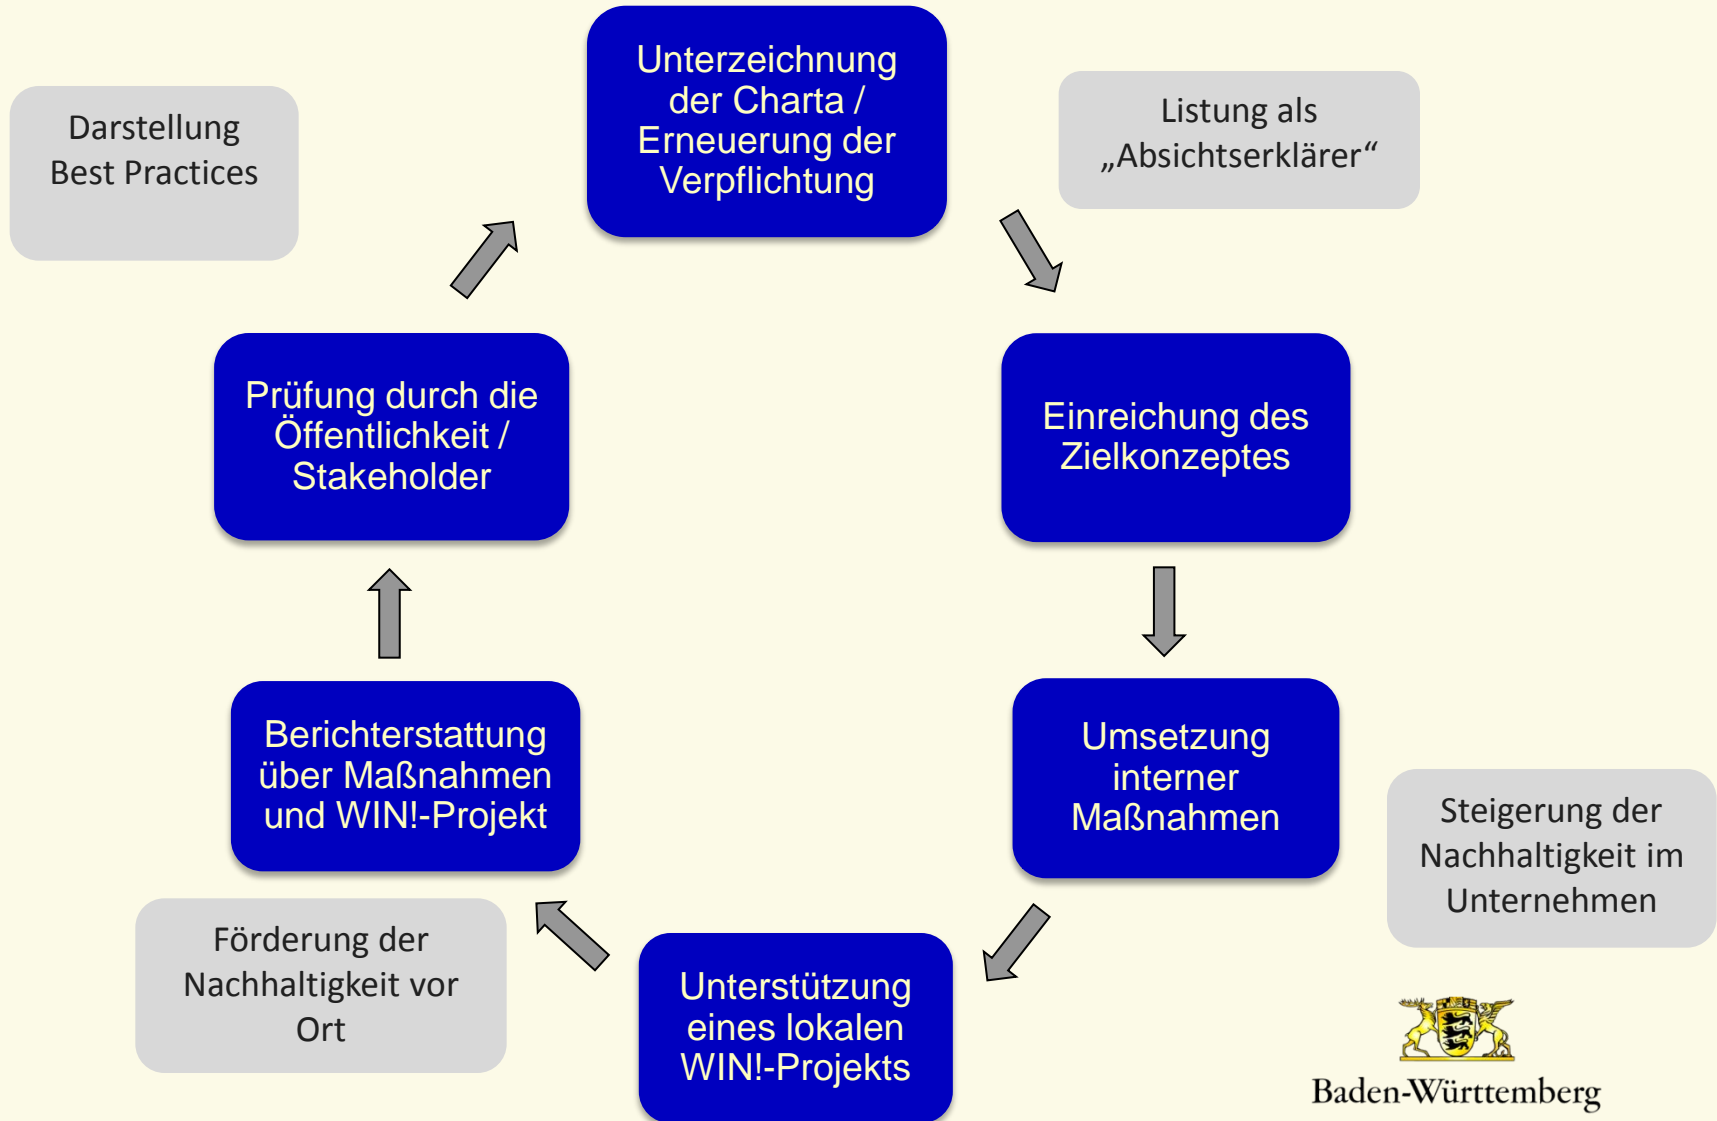 Unterzeichnung
der Charta /
Erneuerung der
Verpflichtung
Listung als
„Absichtserklärer“
Einreichung des
Zielkonzeptes
Umsetzung
interner
Maßnahmen
Steigerung der
Nachhaltigkeit im
Unternehmen
Unterstützung
eines lokalen
WIN!-Projekts
Förderung der
Nachhaltigkeit vor
Ort
Berichterstattung
über Maßnahmen
und WIN!-Projekt
Prüfung durch die
Öffentlichkeit /
Stakeholder
Darstellung
Best Practices
Baden-Württemberg